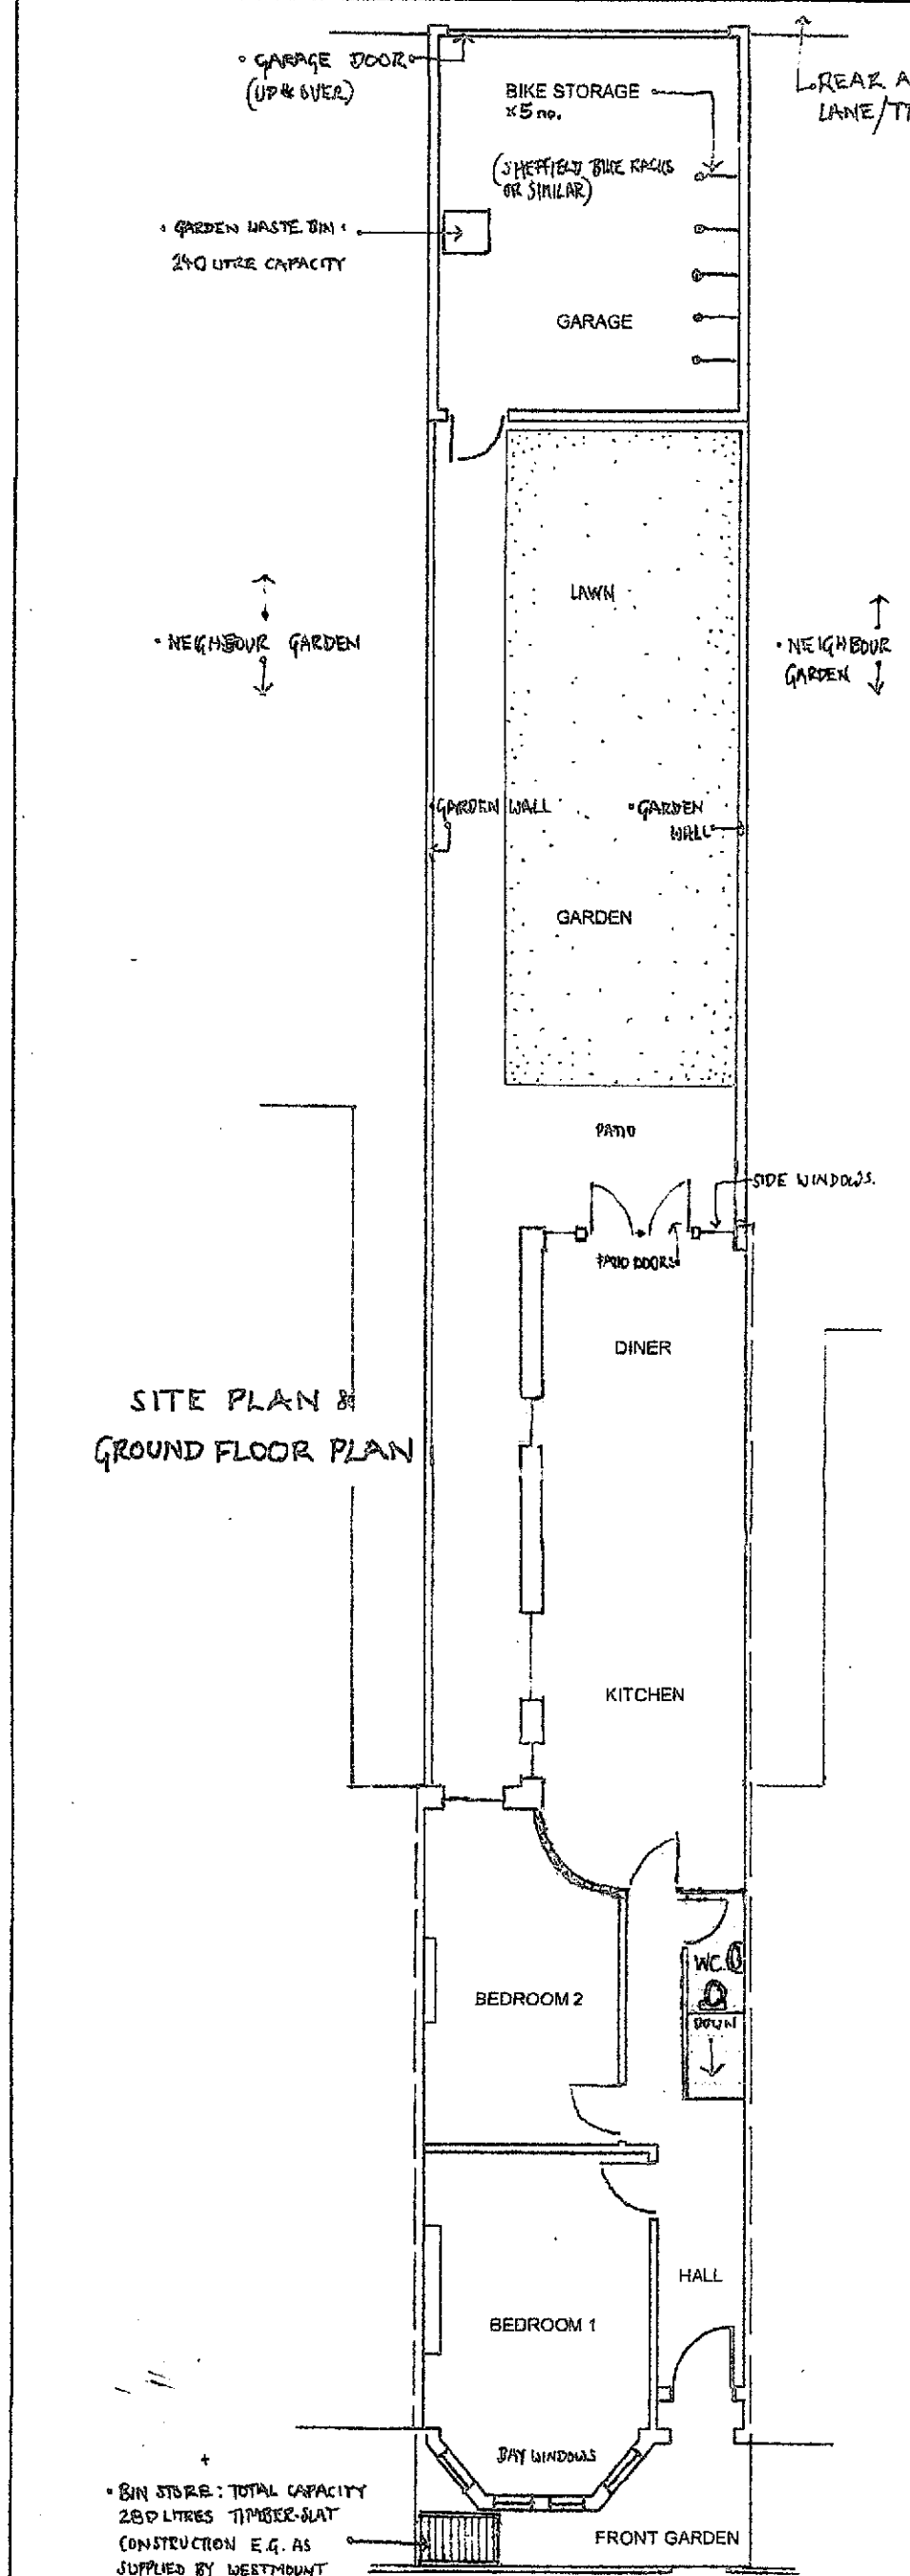 • GARAGE DOOR
(UP & OVER)
BIKE STORAGE
x5 no.
(SHEFFIELD BIKE RACKS
OR SIMILAR)
REAR A
LANE/
• GARDEN WASTE BIN •
240 LITRE CAPACITY
GARAGE
LAWN
• NEIGHBOUR GARDEN
• NEIGHBOUR
GARDEN
• GARDEN WALL
• GARDEN
WALL
GARDEN
PATIO
SIDE WINDOWS.
PATIO DOORS
DINER
SITE PLAN &
GROUND FLOOR PLAN
KITCHEN
WC.
BEDROOM 2
DOWN
HALL
BEDROOM 1
BAY WINDOWS
• BIN STORE: TOTAL CAPACITY
280 LITRES TIMBER-SLAT
CONSTRUCTION E.G. AS
SUPPLIED BY WESTMOUNT
FRONT GARDEN